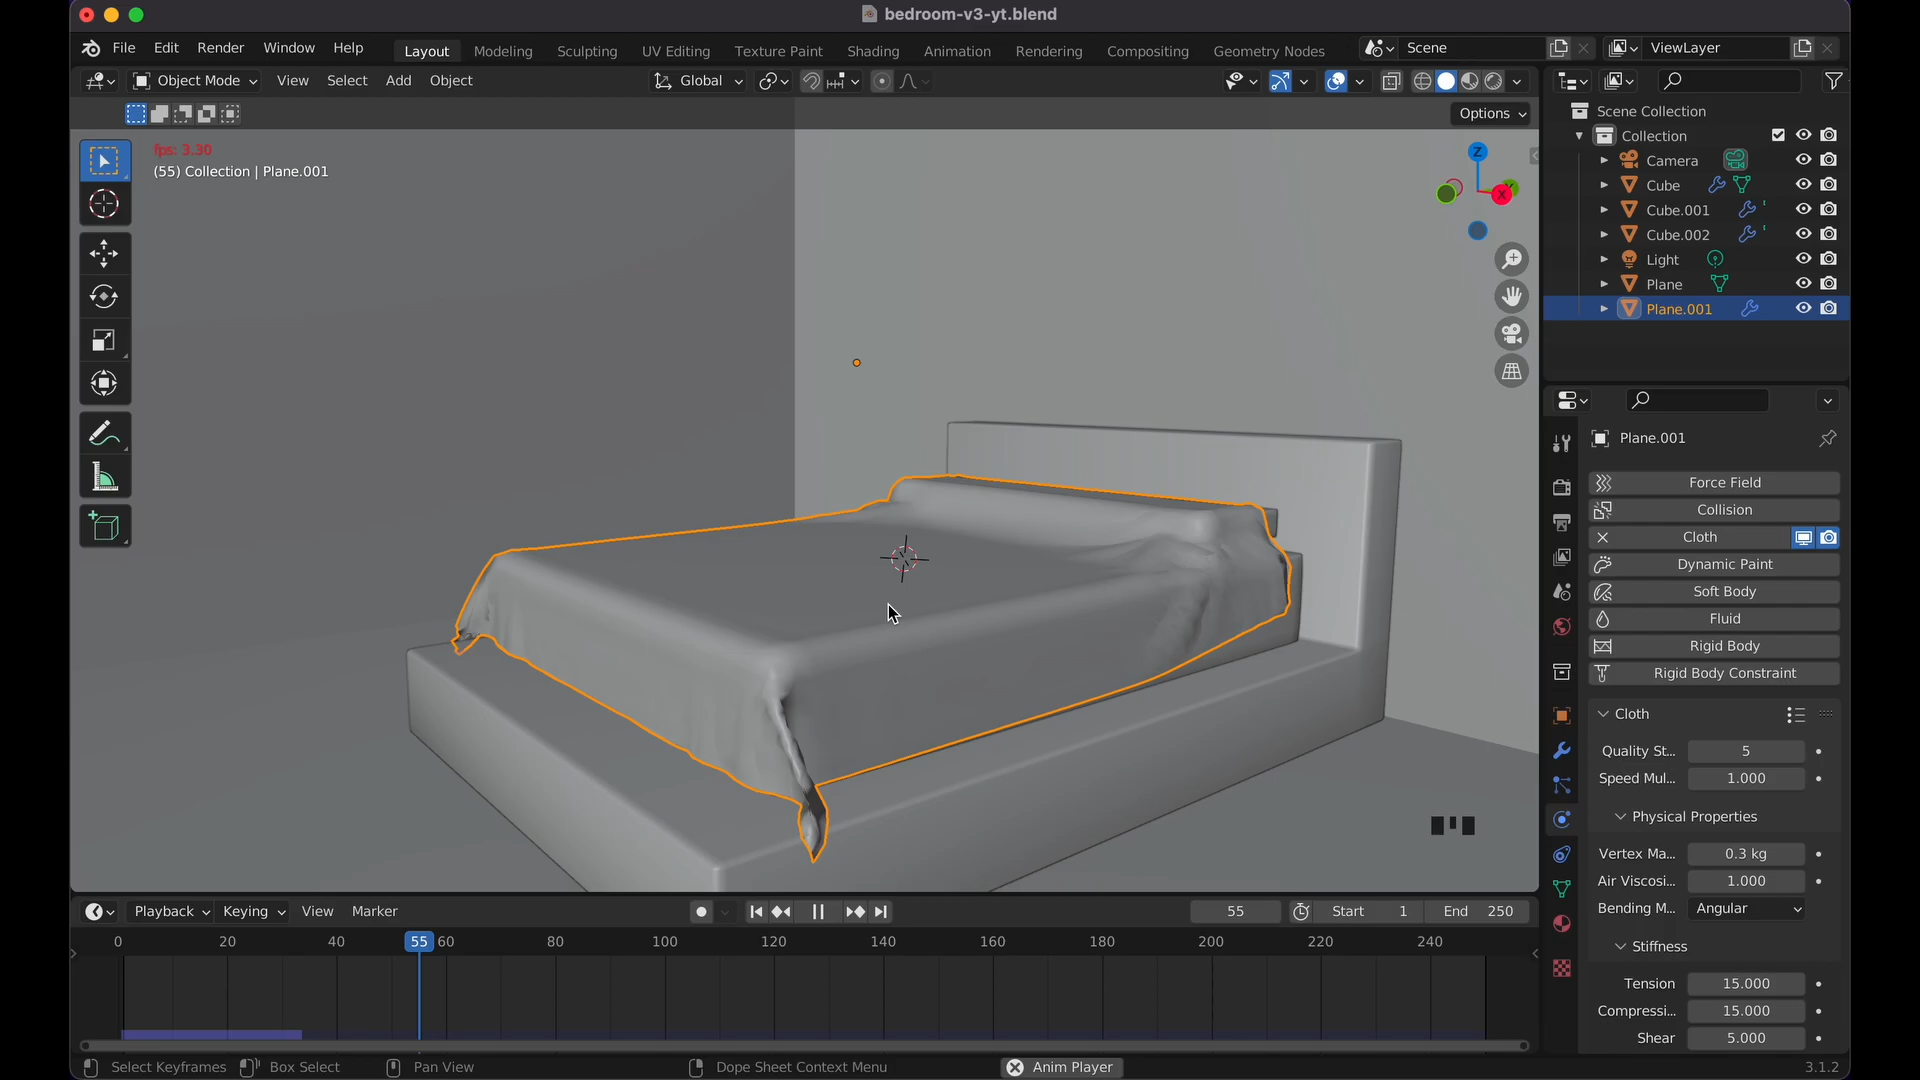 bedroom-v3-yt.blend
File Edit Render Window Help Layout Modeling Sculpting UV Editing Texture Paint Shading Animation Rendering Compositing Geometry Nodes Scene ViewLayer
Object Mode View Select Add Object Global
Options
fps: 3.30
(55) Collection | Plane.001
Z
X
Scene Collection
Collection
Camera
Cube
Cube.001
Cube.002
Light
Plane
Plane.001
Plane.001
Force Field
Collision
Cloth
Dynamic Paint
Soft Body
Fluid
Rigid Body
Rigid Body Constraint
Cloth
Quality St... 5
Speed Mul... 1.000
Physical Properties
Vertex Ma... 0.3 kg
Air Viscosi... 1.000
Bending M... Angular
Stiffness
Tension 15.000
Compressi... 15.000
Shear 5.000
Playback Keying View Marker 55 Start 1 End 250
0 20 40 55 60 80 100 120 140 160 180 200 220 240
Select Keyframes Box Select Pan View Dope Sheet Context Menu Anim Player 3.1.2